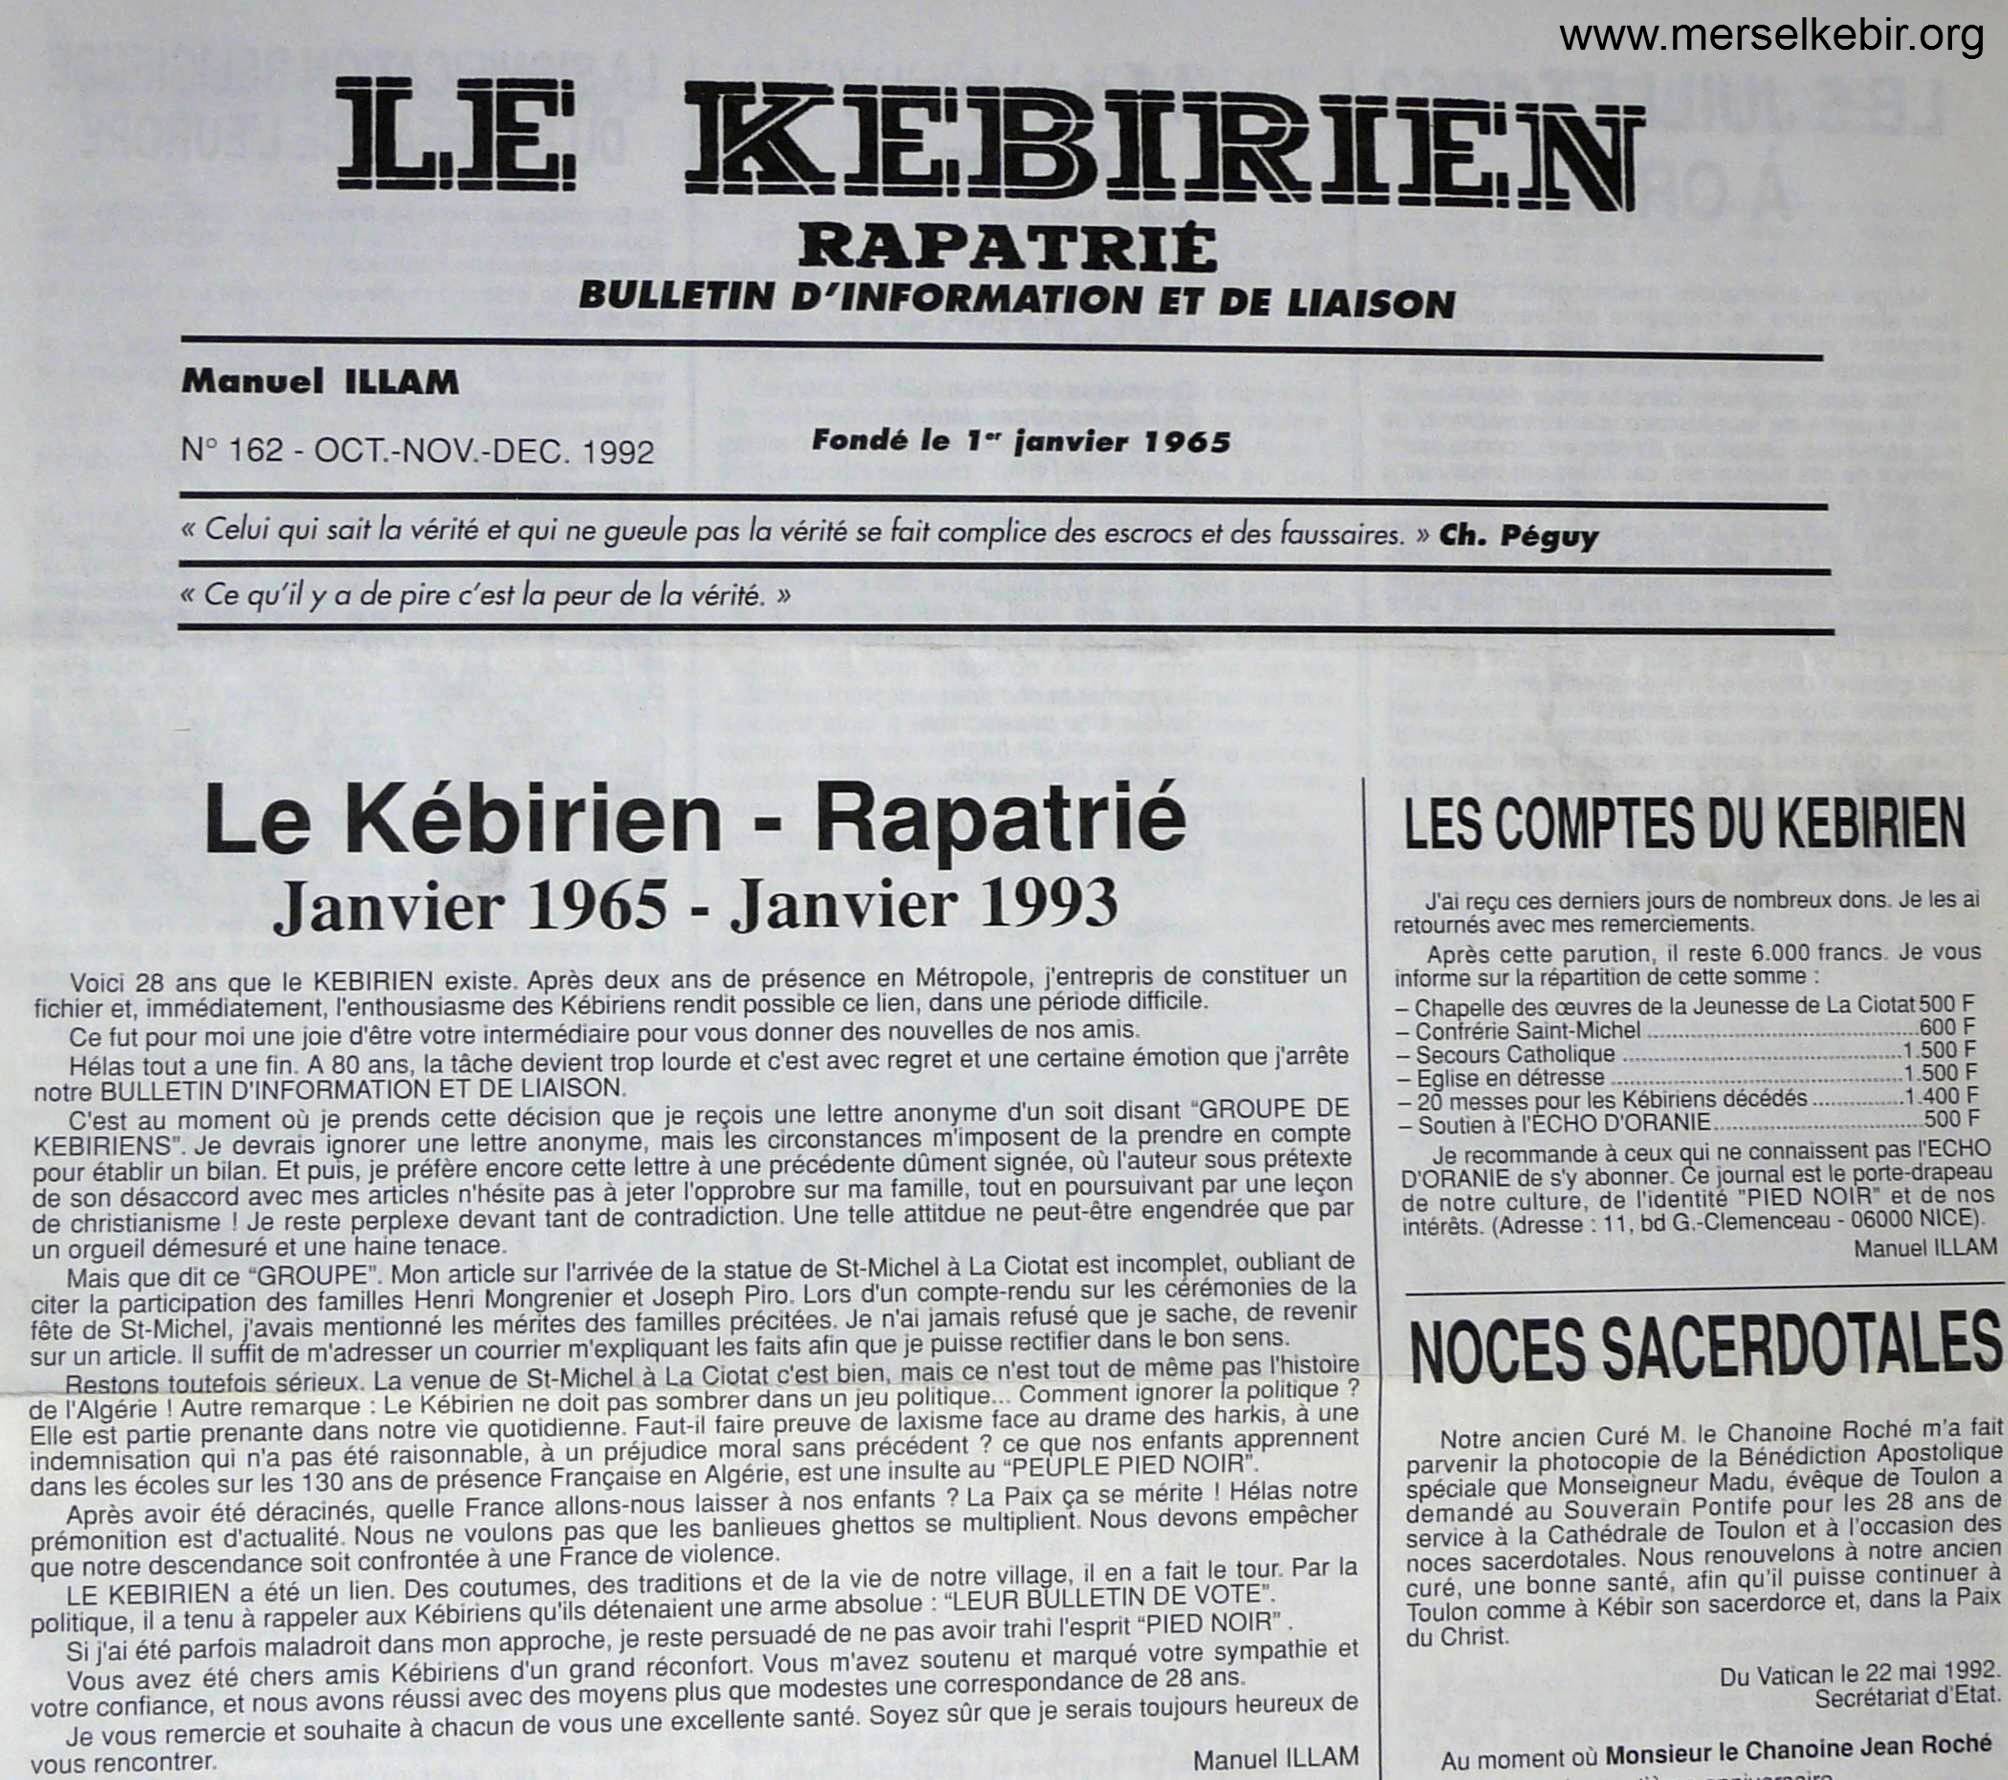 www.merselkebir.org
LE KEBIRIEN
RAPATRIÉ
BULLETIN D'INFORMATION ET DE LIAISON
Manuel ILLAM
N° 162 - OCT.-NOV.-DEC. 1992
Fondé le 1er janvier 1965
« Celui qui sait la vérité et qui ne gueule pas la vérité se fait complice des escrocs et des faussaires. » Ch. Péguy
« Ce qu'il y a de pire c'est la peur de la vérité. »
Le Kébirien - Rapatrié
Janvier 1965 - Janvier 1993
Voici 28 ans que le KEBIRIEN existe. Après deux ans de présence en Métropole, j'entrepris de constituer un
fichier et, immédiatement, l'enthousiasme des Kébiriens rendit possible ce lien, dans une période difficile.
Ce fut pour moi une joie d'être votre intermédiaire pour vous donner des nouvelles de nos amis.
Hélas tout a une fin. A 80 ans, la tâche devient trop lourde et c'est avec regret et une certaine émotion que j'arrête
notre BULLETIN D'INFORMATION ET DE LIAISON.
C'est au moment où je prends cette décision que je reçois une lettre anonyme d'un soit disant “GROUPE DE
KEBIRIENS”. Je devrais ignorer une lettre anonyme, mais les circonstances m'imposent de la prendre en compte
pour établir un bilan. Et puis, je préfère encore cette lettre à une précédente dûment signée, où l'auteur sous prétexte
de son désaccord avec mes articles n'hésite pas à jeter l'opprobre sur ma famille, tout en poursuivant par une leçon
de christianisme ! Je reste perplexe devant tant de contradiction. Une telle attitdue ne peut-être engendrée que par
un orgueil démesuré et une haine tenace.
Mais que dit ce “GROUPE”. Mon article sur l'arrivée de la statue de St-Michel à La Ciotat est incomplet, oubliant de
citer la participation des familles Henri Mongrenier et Joseph Piro. Lors d'un compte-rendu sur les cérémonies de la
fête de St-Michel, j'avais mentionné les mérites des familles précitées. Je n'ai jamais refusé que je sache, de revenir
sur un article. Il suffit de m'adresser un courrier m'expliquant les faits afin que je puisse rectifier dans le bon sens.
Restons toutefois sérieux. La venue de St-Michel à La Ciotat c'est bien, mais ce n'est tout de même pas l'histoire
de l'Algérie ! Autre remarque : Le Kébirien ne doit pas sombrer dans un jeu politique... Comment ignorer la politique ?
Elle est partie prenante dans notre vie quotidienne. Faut-il faire preuve de laxisme face au drame des harkis, à une
indemnisation qui n'a pas été raisonnable, à un préjudice moral sans précédent ? ce que nos enfants apprennent
dans les écoles sur les 130 ans de présence Française en Algérie, est une insulte au “PEUPLE PIED NOIR”.
Après avoir été déracinés, quelle France allons-nous laisser à nos enfants ? La Paix ça se mérite ! Hélas notre
prémonition est d'actualité. Nous ne voulons pas que les banlieues ghettos se multiplient. Nous devons empêcher
que notre descendance soit confrontée à une France de violence.
LE KEBIRIEN a été un lien. Des coutumes, des traditions et de la vie de notre village, il en a fait le tour. Par la
politique, il a tenu à rappeler aux Kébiriens qu'ils détenaient une arme absolue : “LEUR BULLETIN DE VOTE”.
Si j'ai été parfois maladroit dans mon approche, je reste persuadé de ne pas avoir trahi l'esprit “PIED NOIR” .
Vous avez été chers amis Kébiriens d'un grand réconfort. Vous m'avez soutenu et marqué votre sympathie et
votre confiance, et nous avons réussi avec des moyens plus que modestes une correspondance de 28 ans.
Je vous remercie et souhaite à chacun de vous une excellente santé. Soyez sûr que je serais toujours heureux de
vous rencontrer.
Manuel ILLAM
LES COMPTES DU KEBIRIEN
J'ai reçu ces derniers jours de nombreux dons. Je les ai
retournés avec mes remerciements.
Après cette parution, il reste 6.000 francs. Je vous
informe sur la répartition de cette somme :
– Chapelle des œuvres de la Jeunesse de La Ciotat 500 F
– Confrérie Saint-Michel ........................................ 600 F
– Secours Catholique .......................................... 1.500 F
– Eglise en détresse ............................................ 1.500 F
– 20 messes pour les Kébiriens décédés .............. 1.400 F
– Soutien à l'ECHO D'ORANIE................................ 500 F
Je recommande à ceux qui ne connaissent pas l'ECHO
D'ORANIE de s'y abonner. Ce journal est le porte-drapeau
de notre culture, de l'identité "PIED NOIR" et de nos
intérêts. (Adresse : 11, bd G.-Clemenceau - 06000 NICE).
Manuel ILLAM
NOCES SACERDOTALES
Notre ancien Curé M. le Chanoine Roché m'a fait
parvenir la photocopie de la Bénédiction Apostolique
spéciale que Monseigneur Madu, évêque de Toulon a
demandé au Souverain Pontife pour les 28 ans de
service à la Cathédrale de Toulon et à l'occasion des
noces sacerdotales. Nous renouvelons à notre ancien
curé, une bonne santé, afin qu'il puisse continuer à
Toulon comme à Kébir son sacerdorce et, dans la Paix
du Christ.
Du Vatican le 22 mai 1992.
Secrétariat d'Etat.
Au moment où Monsieur le Chanoine Jean Roché
anniversaire